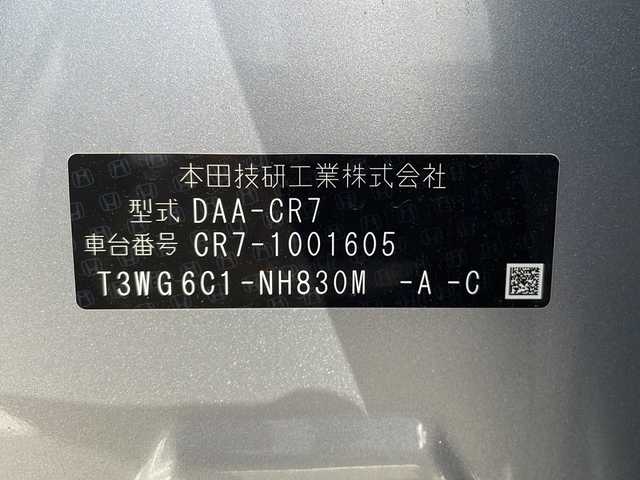 本田技研工業株式会社
型式 DAA-CR7
車台番号 CR7-1001605
T3WG6C1-NH830M -A -C